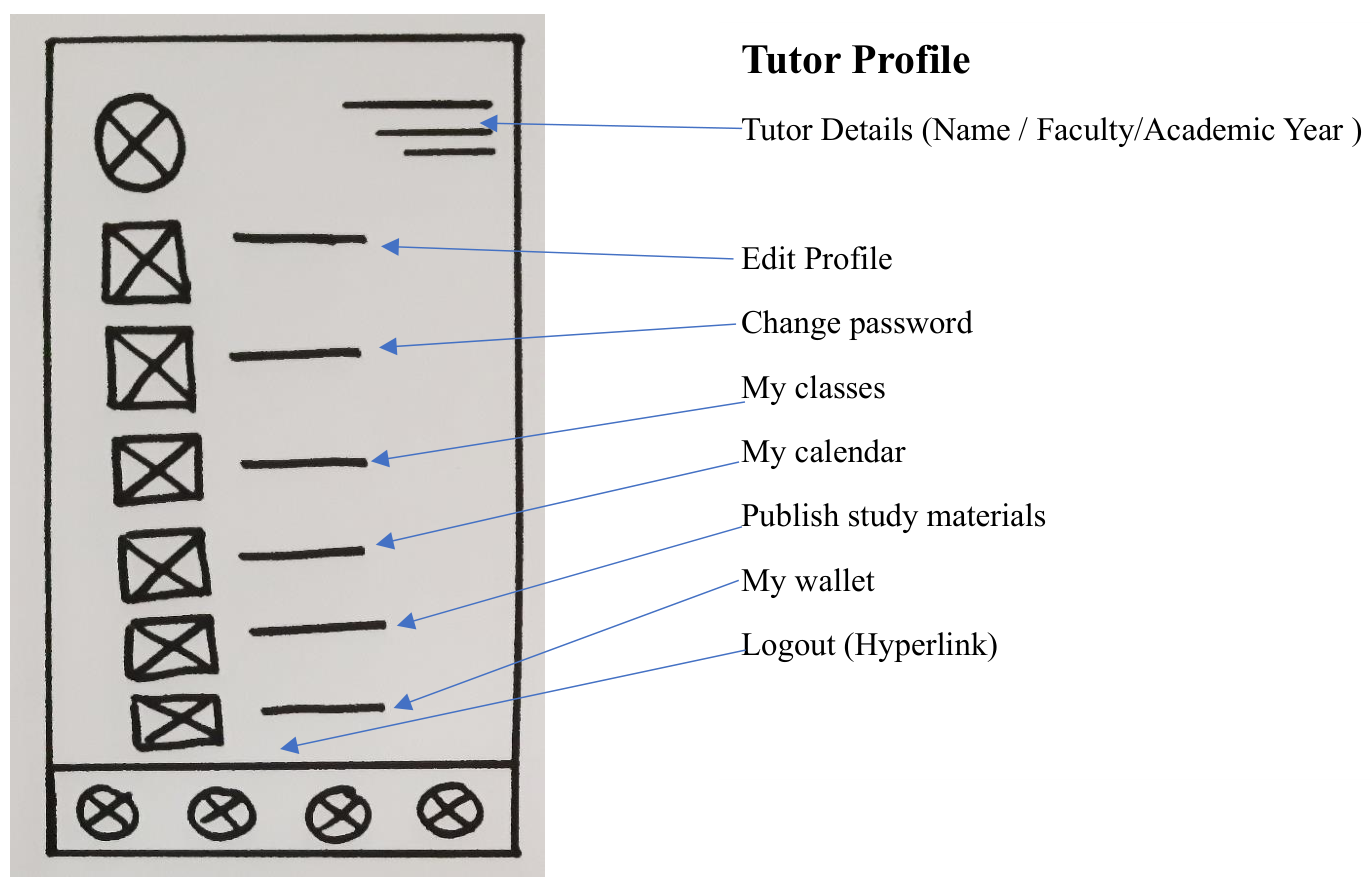 Tutor Profile
Tutor Details (Name / Faculty/Academic Year )
Edit Profile
Change password
My classes
My calendar
Publish study materials
My wallet
Logout (Hyperlink)